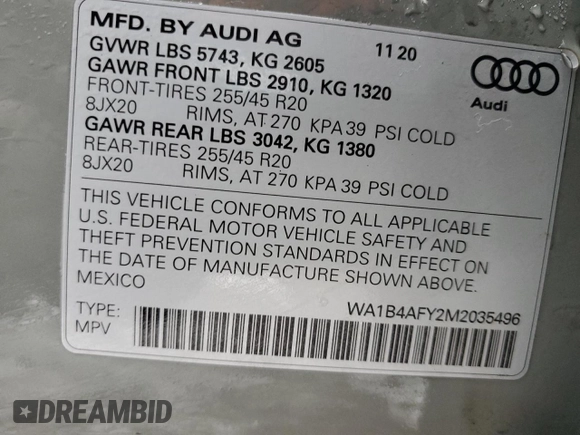 MFD. BY AUDI AG 11 20
GVWR LBS 5743, KG 2605
GAWR FRONT LBS 2910, KG 1320
FRONT-TIRES 255/45 R20
8JX20 RIMS, AT 270 KPA 39 PSI COLD
GAWR REAR LBS 3042, KG 1380
REAR-TIRES 255/45 R20
8JX20 RIMS, AT 270 KPA 39 PSI COLD
Audi
THIS VEHICLE CONFORMS TO ALL APPLICABLE
U.S. FEDERAL MOTOR VEHICLE SAFETY AND
THEFT PREVENTION STANDARDS IN EFFECT ON
THE DATE OF MANUFACTURE SHOWN ABOVE.
MEXICO
WA1B4AFY2M2035496
TYPE:
MPV
DREAMBID